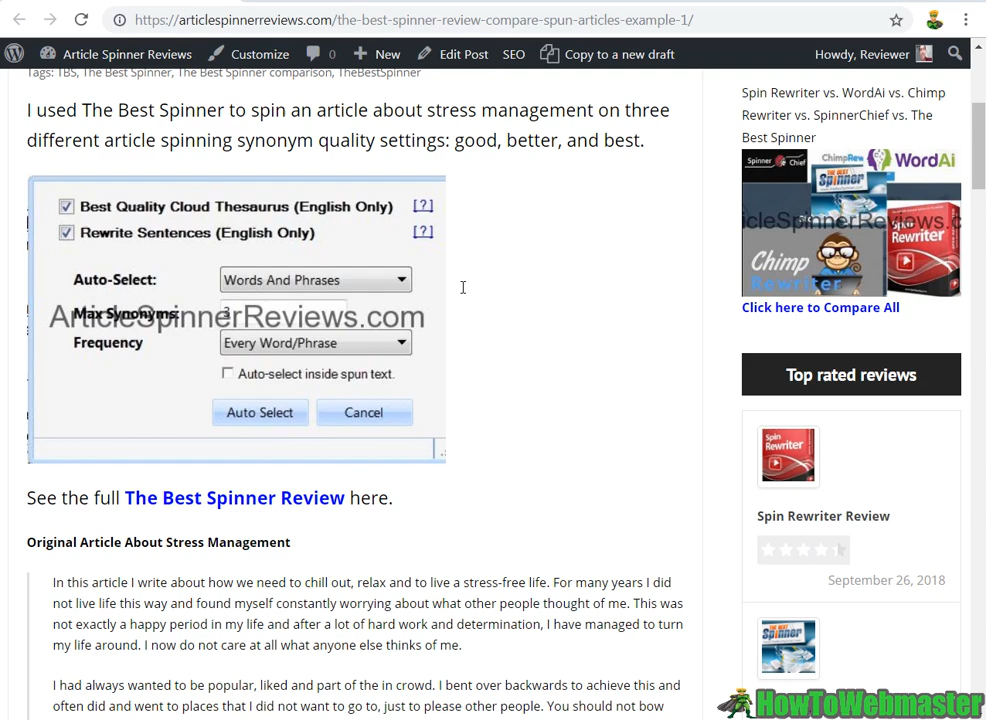 https://articlespinnerreviews.com/the-best-spinner-review-compare-spun-articles-example-1/
Article Spinner Reviews Customize 0 New Edit Post SEO Copy to a new draft Howdy, Reviewer
Tags: TBS, The Best Spinner, The Best Spinner comparison, TheBestSpinner
I used The Best Spinner to spin an article about stress management on three
different article spinning synonym quality settings: good, better, and best.
Best Quality Cloud Thesaurus (English Only) [?]
Rewrite Sentences (English Only) [?]
Auto-Select: Words And Phrases
Max Synonyms: 3
ArticleSpinnerReviews.com
Frequency Every Word/Phrase
Auto-select inside spun text.
Auto Select Cancel
See the full The Best Spinner Review here.
Original Article About Stress Management
In this article I write about how we need to chill out, relax and to live a stress-free life. For many years I did
not live life this way and found myself constantly worrying about what other people thought of me. This was
not exactly a happy period in my life and after a lot of hard work and determination, I have managed to turn
my life around. I now do not care at all what anyone else thinks of me.
I had always wanted to be popular, liked and part of the in crowd. I bent over backwards to achieve this and
often did and went to places that I did not want to go to, just to please other people. You should not bow
Spin Rewriter vs. WordAi vs. Chimp
Rewriter vs. SpinnerChief vs. The
Best Spinner
Spinner Chief ChimpRew WordAi
Spinner
ticleSpinnerReviews.c
Spin
Rewriter
Chimp
Rewriter
Click here to Compare All
Top rated reviews
Spin
Rewriter
Spin Rewriter Review
September 26, 2018
Spinner
HowToWebmaster